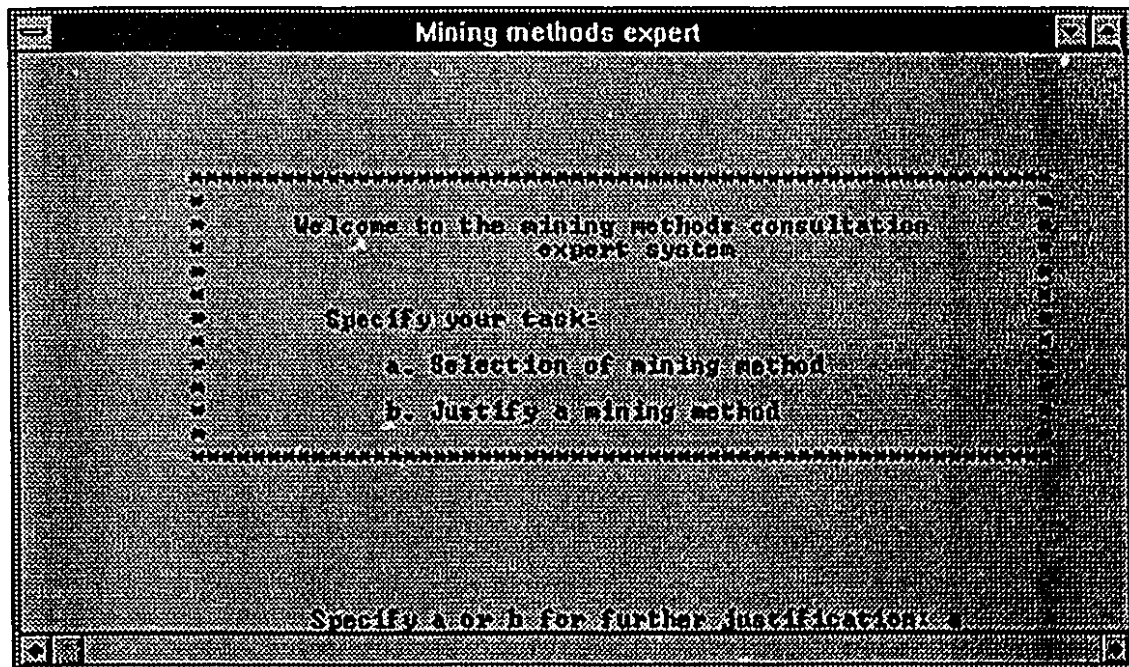 Mining methods expert
Welcome to the mining methods consultation
expert system
Specify your task:
a. Selection of mining method
b. Justify a mining method
Specify a or b for further justification: a